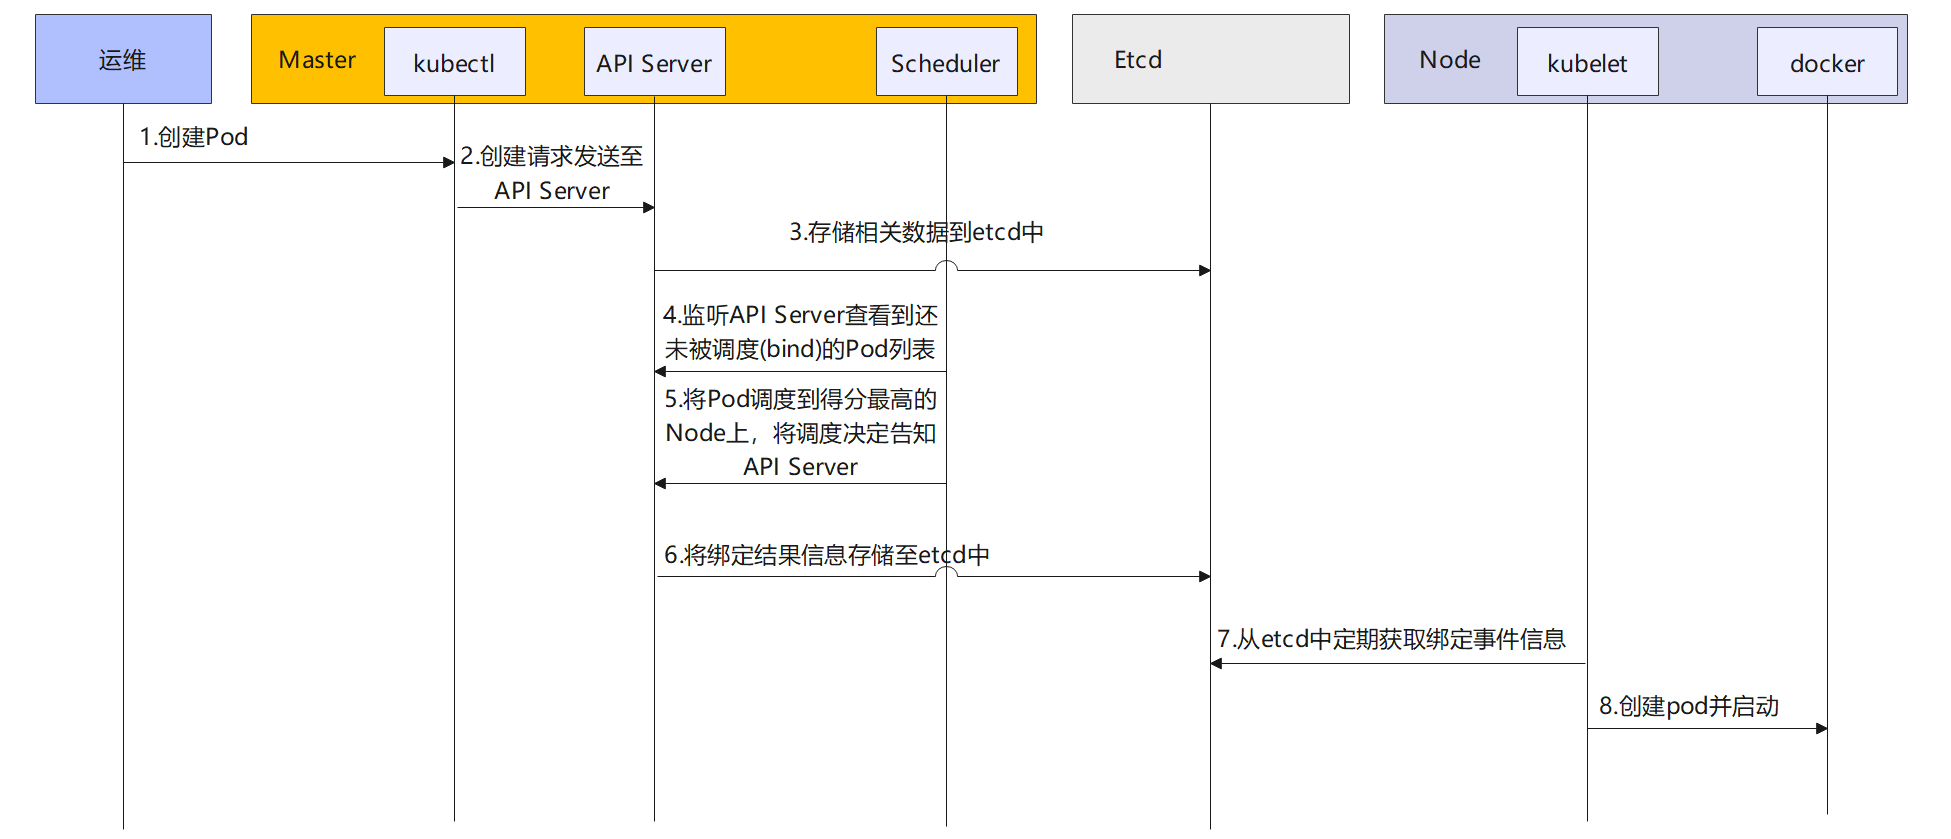 运维
Master
kubectl
API Server
Scheduler
Etcd
Node
kubelet
docker
1.创建Pod
2.创建请求发送至
API Server
3.存储相关数据到etcd中
4.监听API Server查看到还
未被调度(bind)的Pod列表
5.将Pod调度到得分最高的
Node上，将调度决定告知
API Server
6.将绑定结果信息存储至etcd中
7.从etcd中定期获取绑定事件信息
8.创建pod并启动